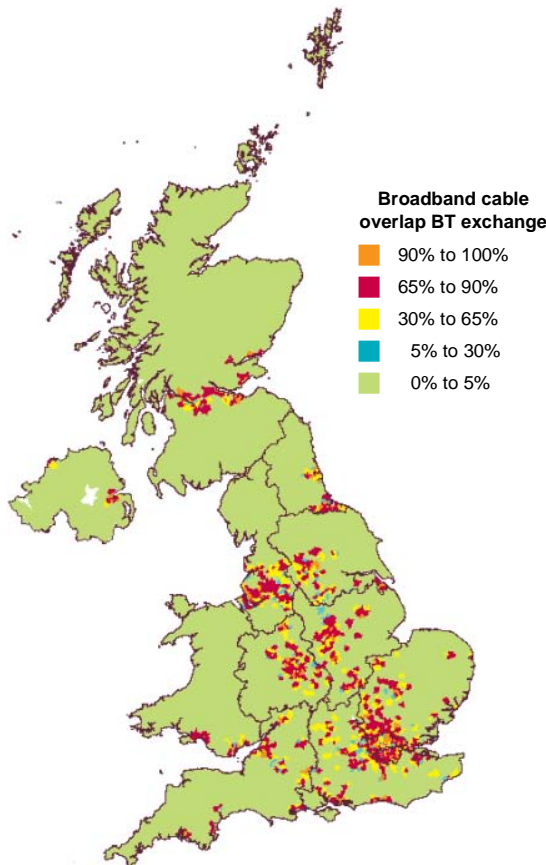 Broadband cable
overlap BT exchange
90% to 100%
65% to 90%
30% to 65%
5% to 30%
0% to 5%